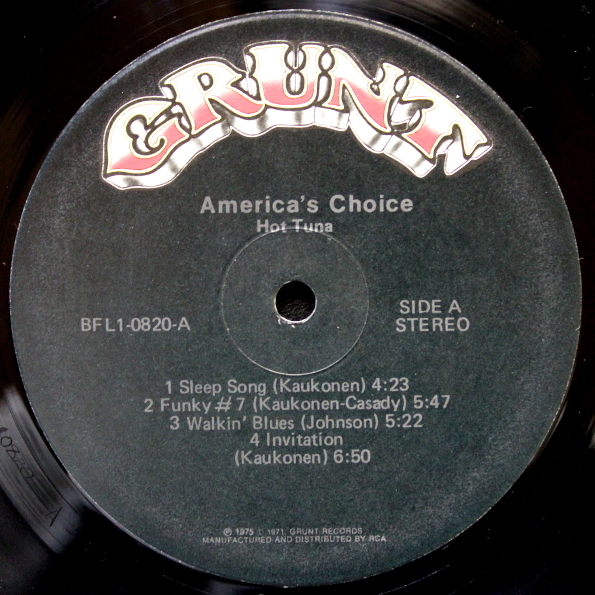 GRUNT
America's Choice
Hot Tuna
BFL1-0820-A
SIDE A
STEREO
1 Sleep Song (Kaukonen) 4:23
2 Funky # 7 (Kaukonen-Casady) 5:47
3 Walkin' Blues (Johnson) 5:22
4 Invitation
(Kaukonen) 6:50
℗ 1975 © 1971, GRUNT RECORDS
MANUFACTURED AND DISTRIBUTED BY RCA